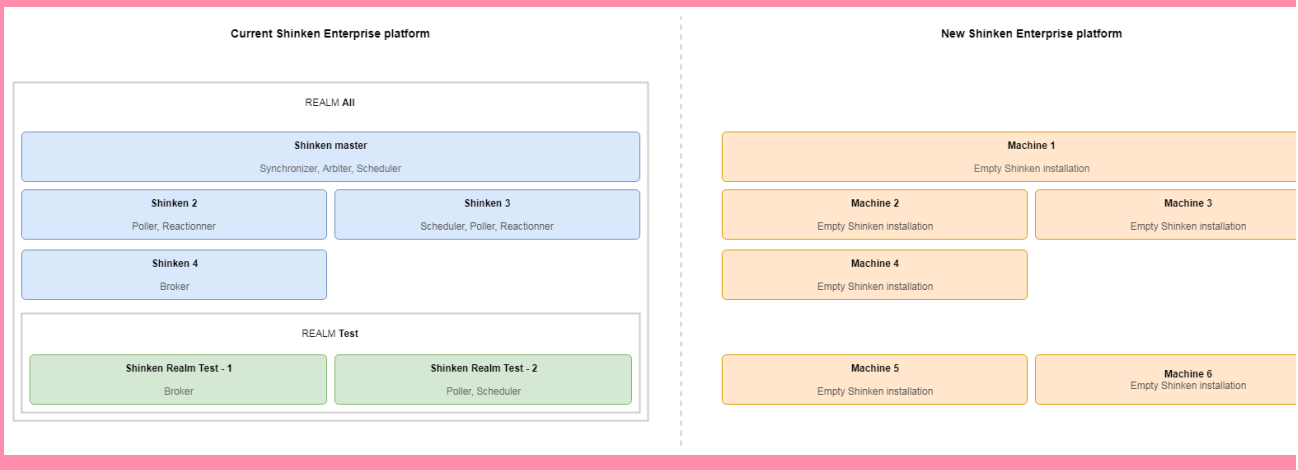 Current Shinken Enterprise platform
New Shinken Enterprise platform
REALM All
Shinken master
Synchronizer, Arbiter, Scheduler
Shinken 2
Poller, Reactionner
Shinken 3
Scheduler, Poller, Reactionner
Shinken 4
Broker
REALM Test
Shinken Realm Test - 1
Broker
Shinken Realm Test - 2
Poller, Scheduler
Machine 1
Empty Shinken installation
Machine 2
Empty Shinken installation
Machine 3
Empty Shinken installation
Machine 4
Empty Shinken installation
Machine 5
Empty Shinken installation
Machine 6
Empty Shinken installation